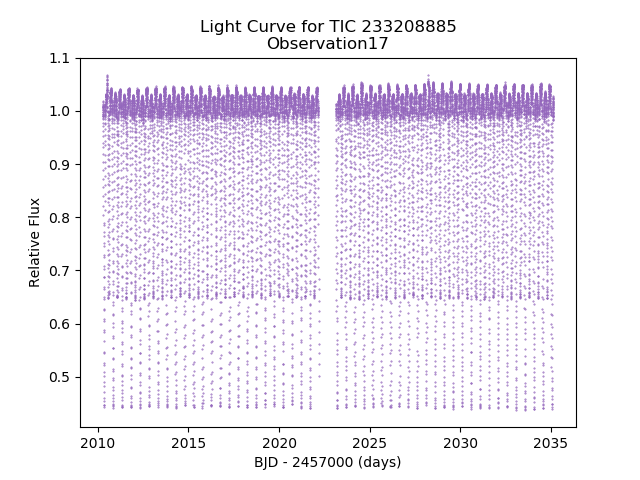 Light Curve for TIC 233208885
Observation17
1.1
1.0
0.9
0.8
0.7
0.6
0.5
Relative Flux
2010 2015 2020 2025 2030 2035
BJD - 2457000 (days)